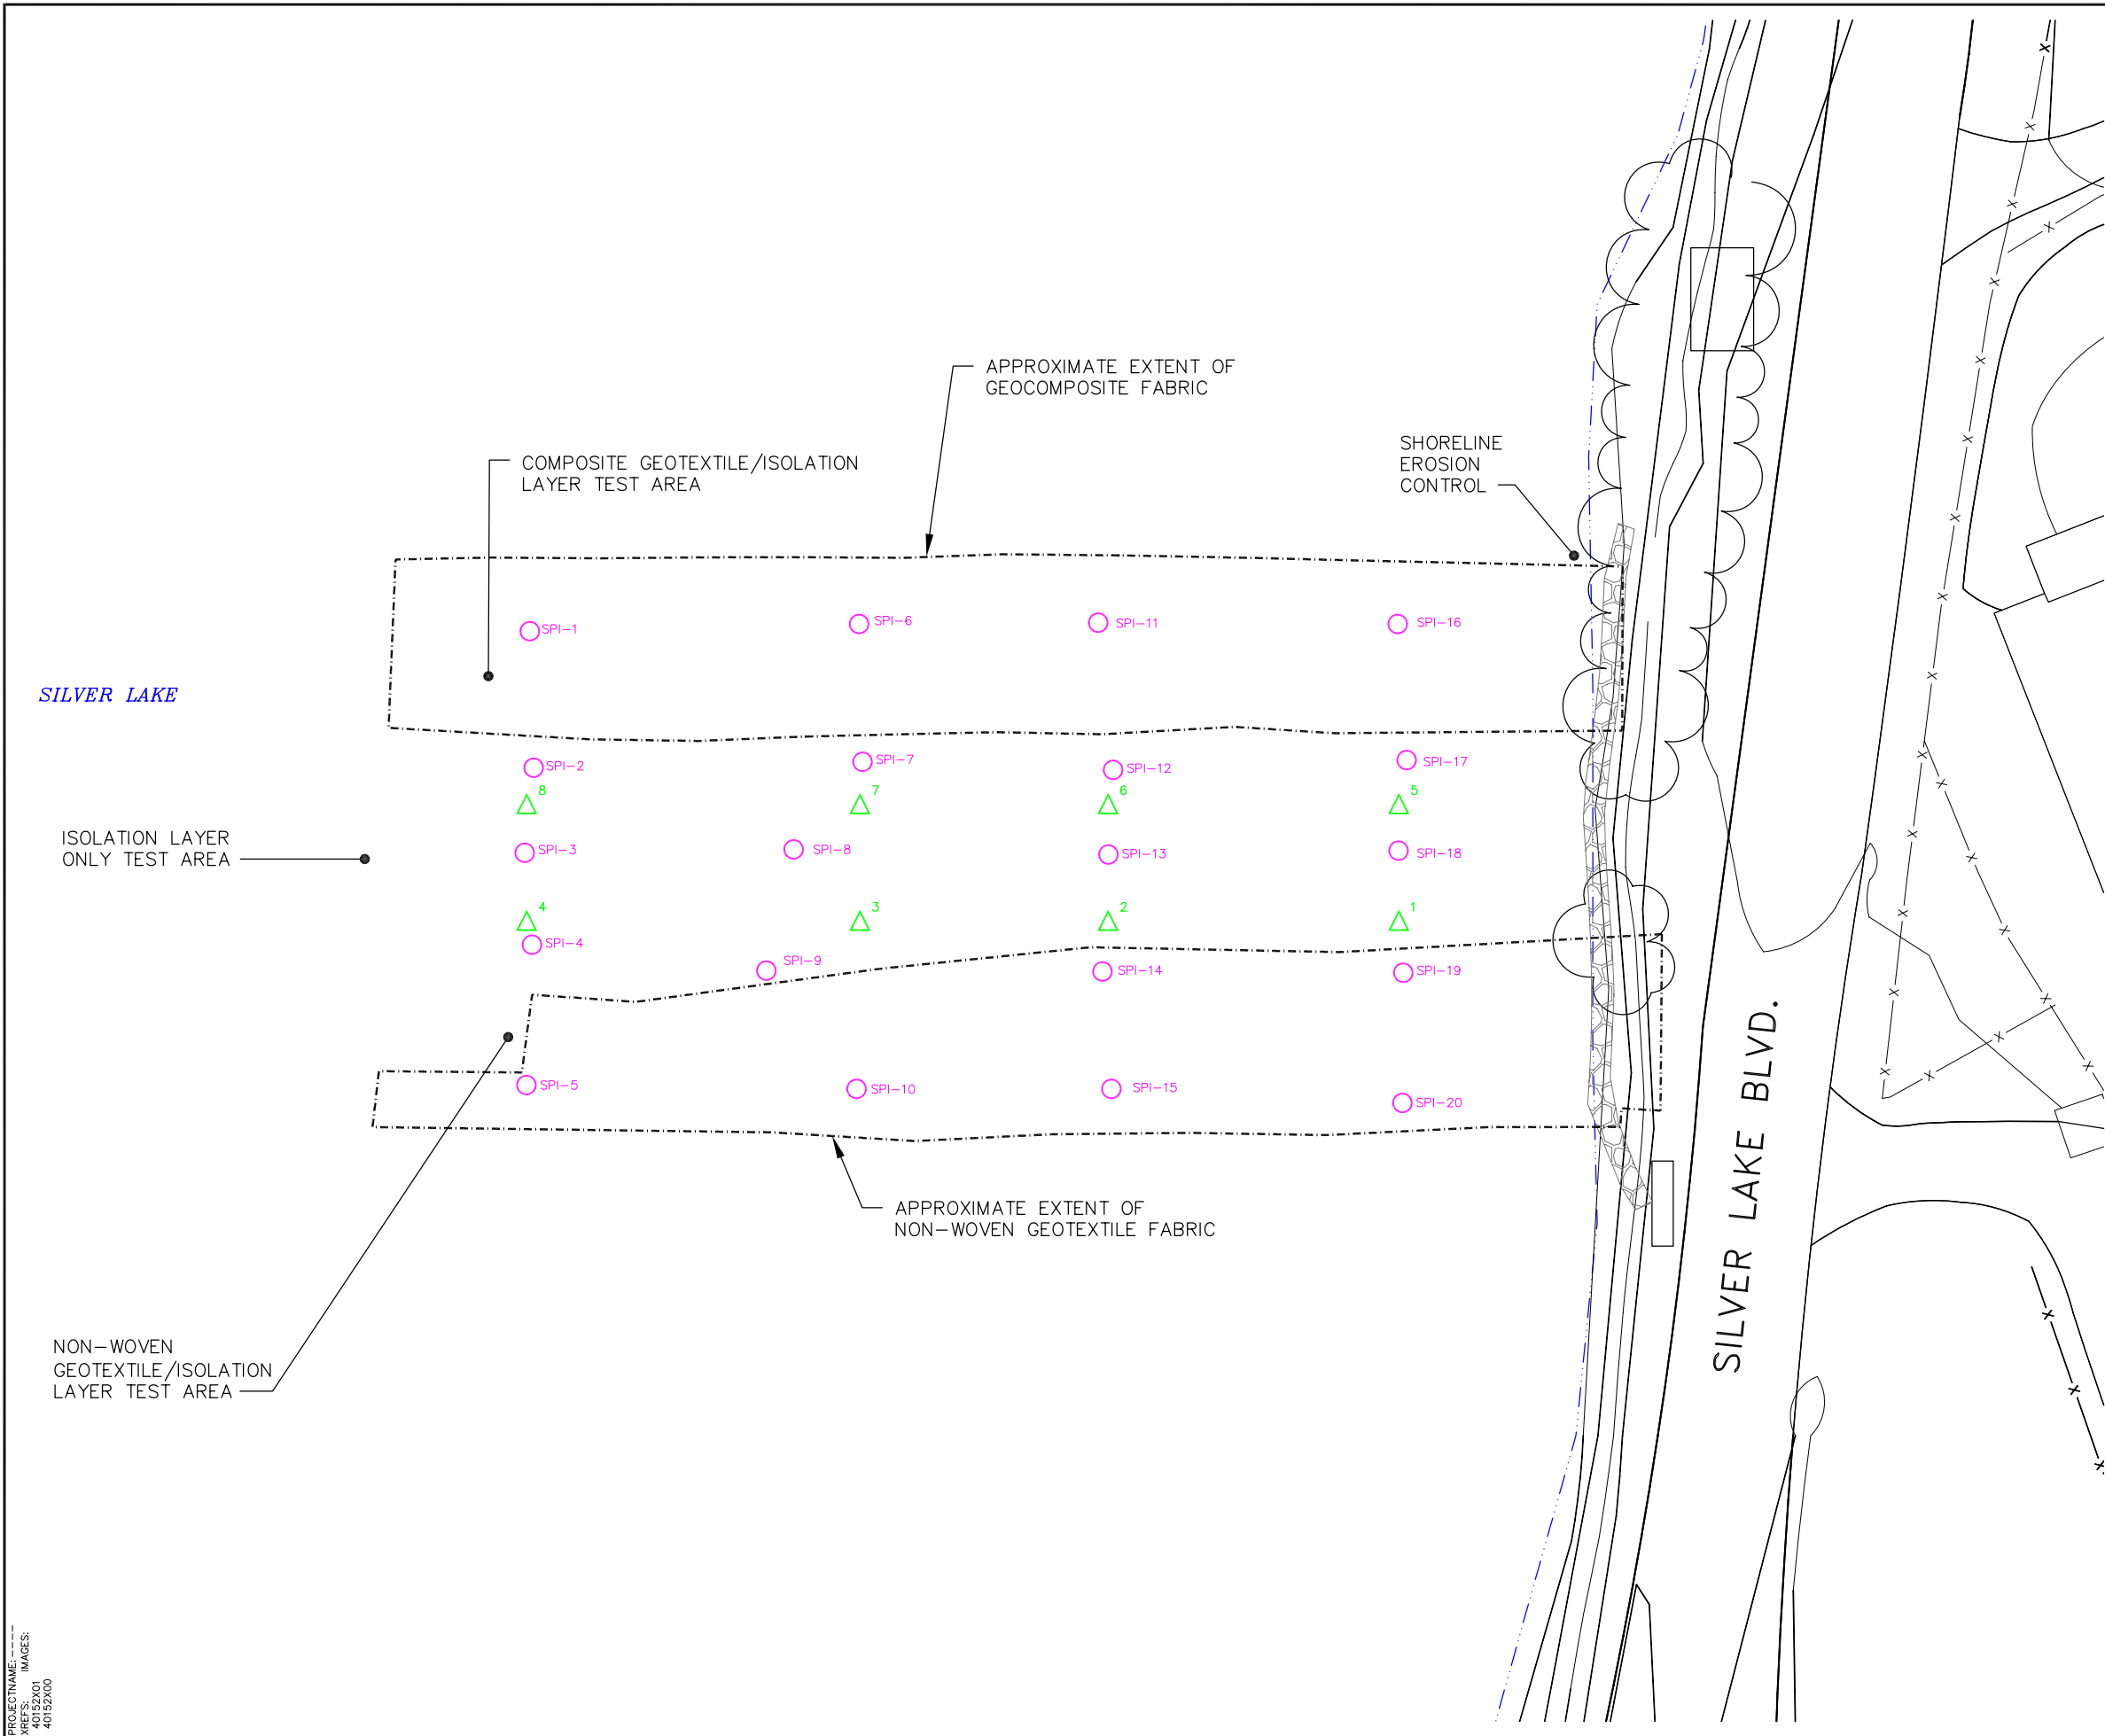 APPROXIMATE EXTENT OF
GEOCOMPOSITE FABRIC
SHORELINE
EROSION
CONTROL
COMPOSITE GEOTEXTILE/ISOLATION
LAYER TEST AREA
SPI-1
SPI-6
SPI-11
SPI-16
SILVER LAKE
SPI-2
SPI-7
SPI-12
SPI-17
8
7
6
5
ISOLATION LAYER
ONLY TEST AREA
SPI-3
SPI-8
SPI-13
SPI-18
4
3
2
1
SPI-4
SPI-9
SPI-14
SPI-19
SPI-5
SPI-10
SPI-15
SPI-20
SILVER LAKE BLVD.
APPROXIMATE EXTENT OF
NON-WOVEN GEOTEXTILE FABRIC
NON-WOVEN
GEOTEXTILE/ISOLATION
LAYER TEST AREA
PROJECTNAME: ----
XREFS: IMAGES:
40152X01
40152X00